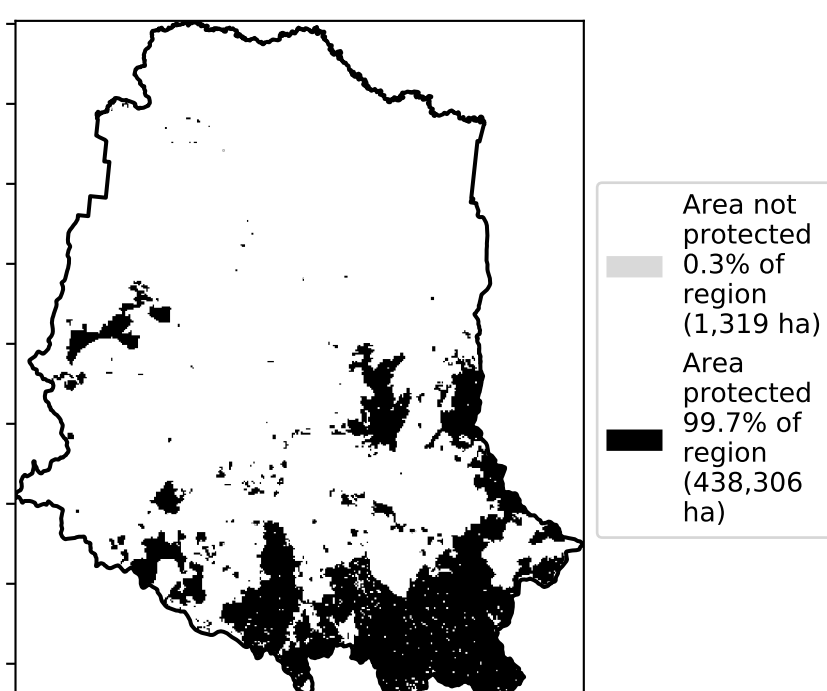 Area not
protected
0.3% of
region
(1,319 ha)
Area
protected
99.7% of
region
(438,306
ha)